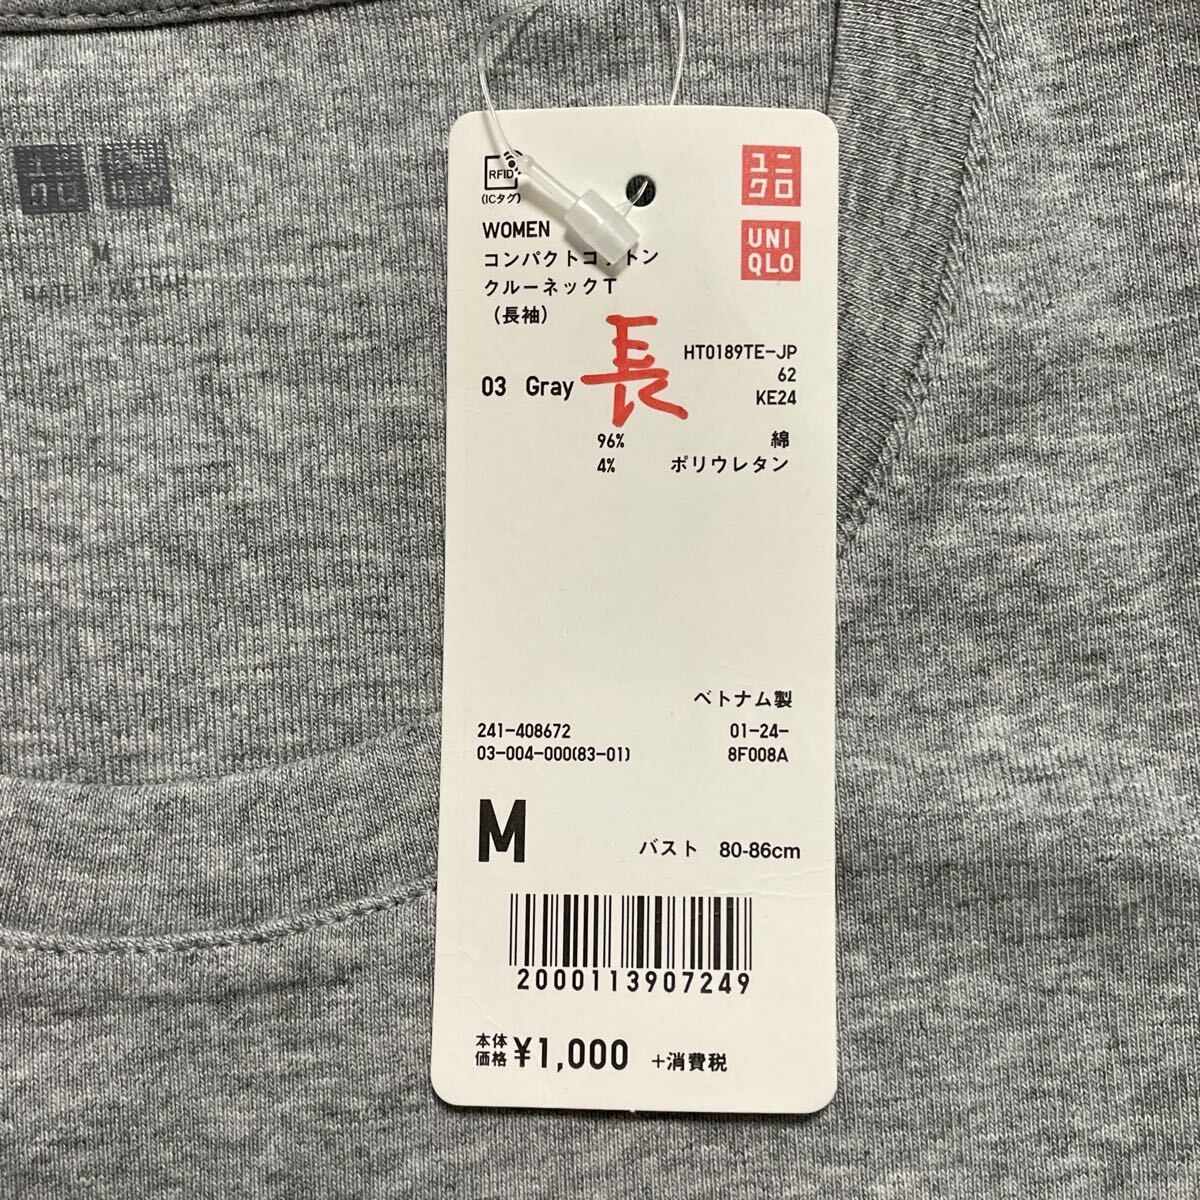 M
RFID
(ICタグ)
ユニ
クロ
UNI
QLO
WOMEN
コンパクトコットン
クルーネックT
(長袖)
長
HT0189TE-JP
03 Gray
62
KE24
96% 綿
4% ポリウレタン
ベトナム製
241-408672 01-24-
03-004-000(83-01) 8F008A
M
バスト 80-86cm
2000113907249
本体
価格 ¥1,000 +消費税